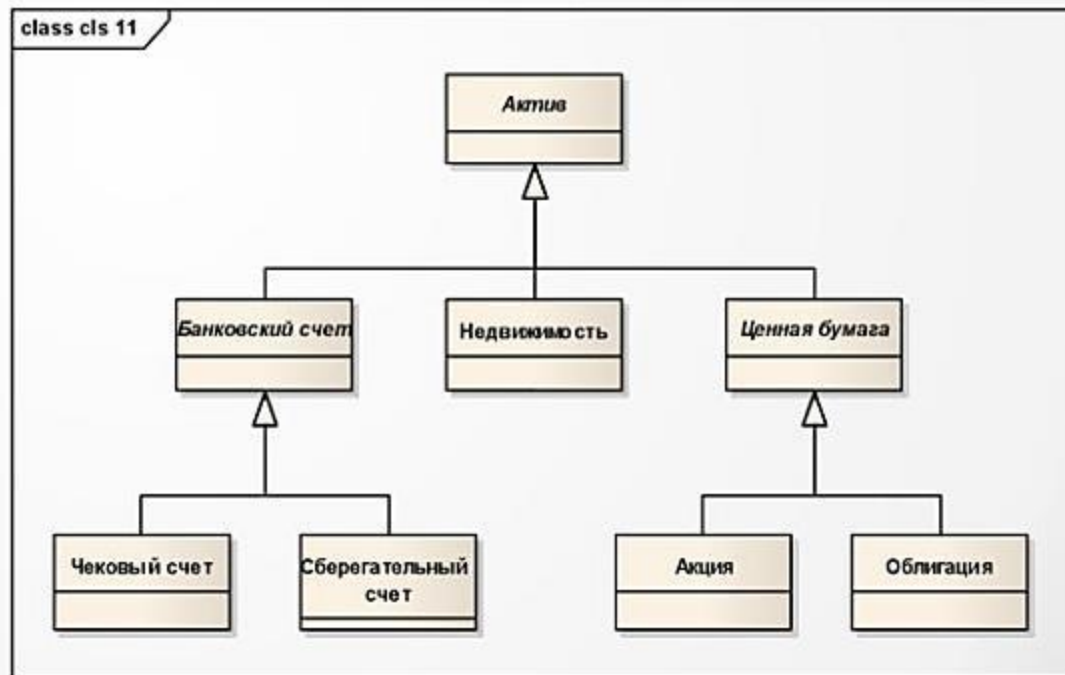 class cls 11
Актив
Банковский счет
Недвижимость
Ценная бумага
Чековый счет
Сберегательный
счет
Акция
Облигация